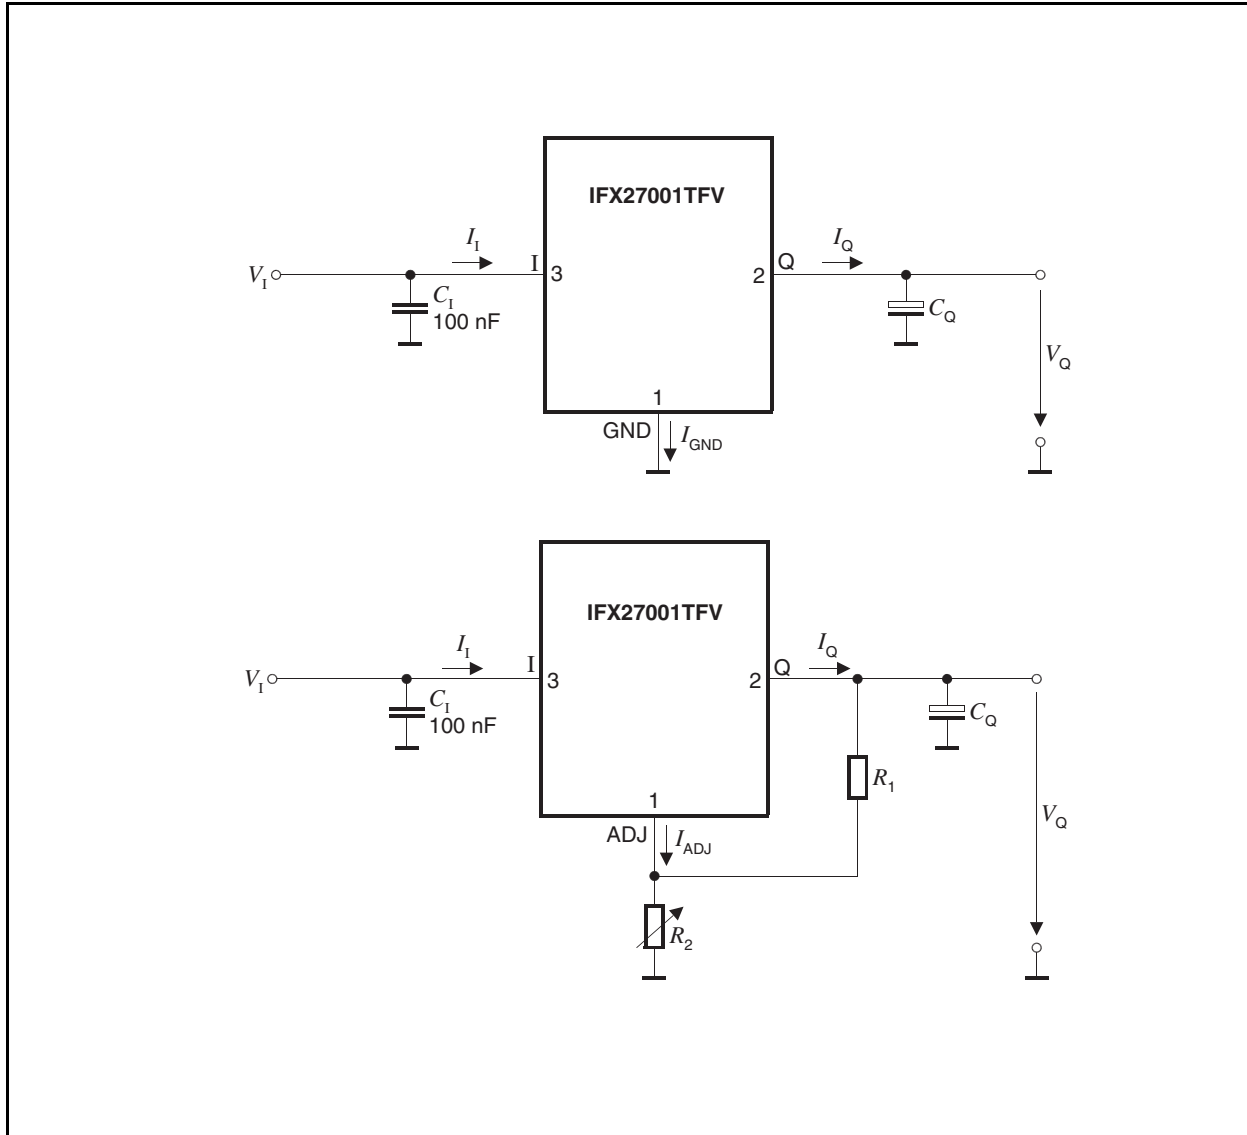 IFX27001TFV
I_I
I_Q
V_I
I
3
2
Q
C_I
100 nF
C_Q
V_Q
1
GND
I_GND
IFX27001TFV
I_I
I_Q
V_I
I
3
2
Q
C_I
100 nF
C_Q
R_1
1
ADJ
I_ADJ
V_Q
R_2